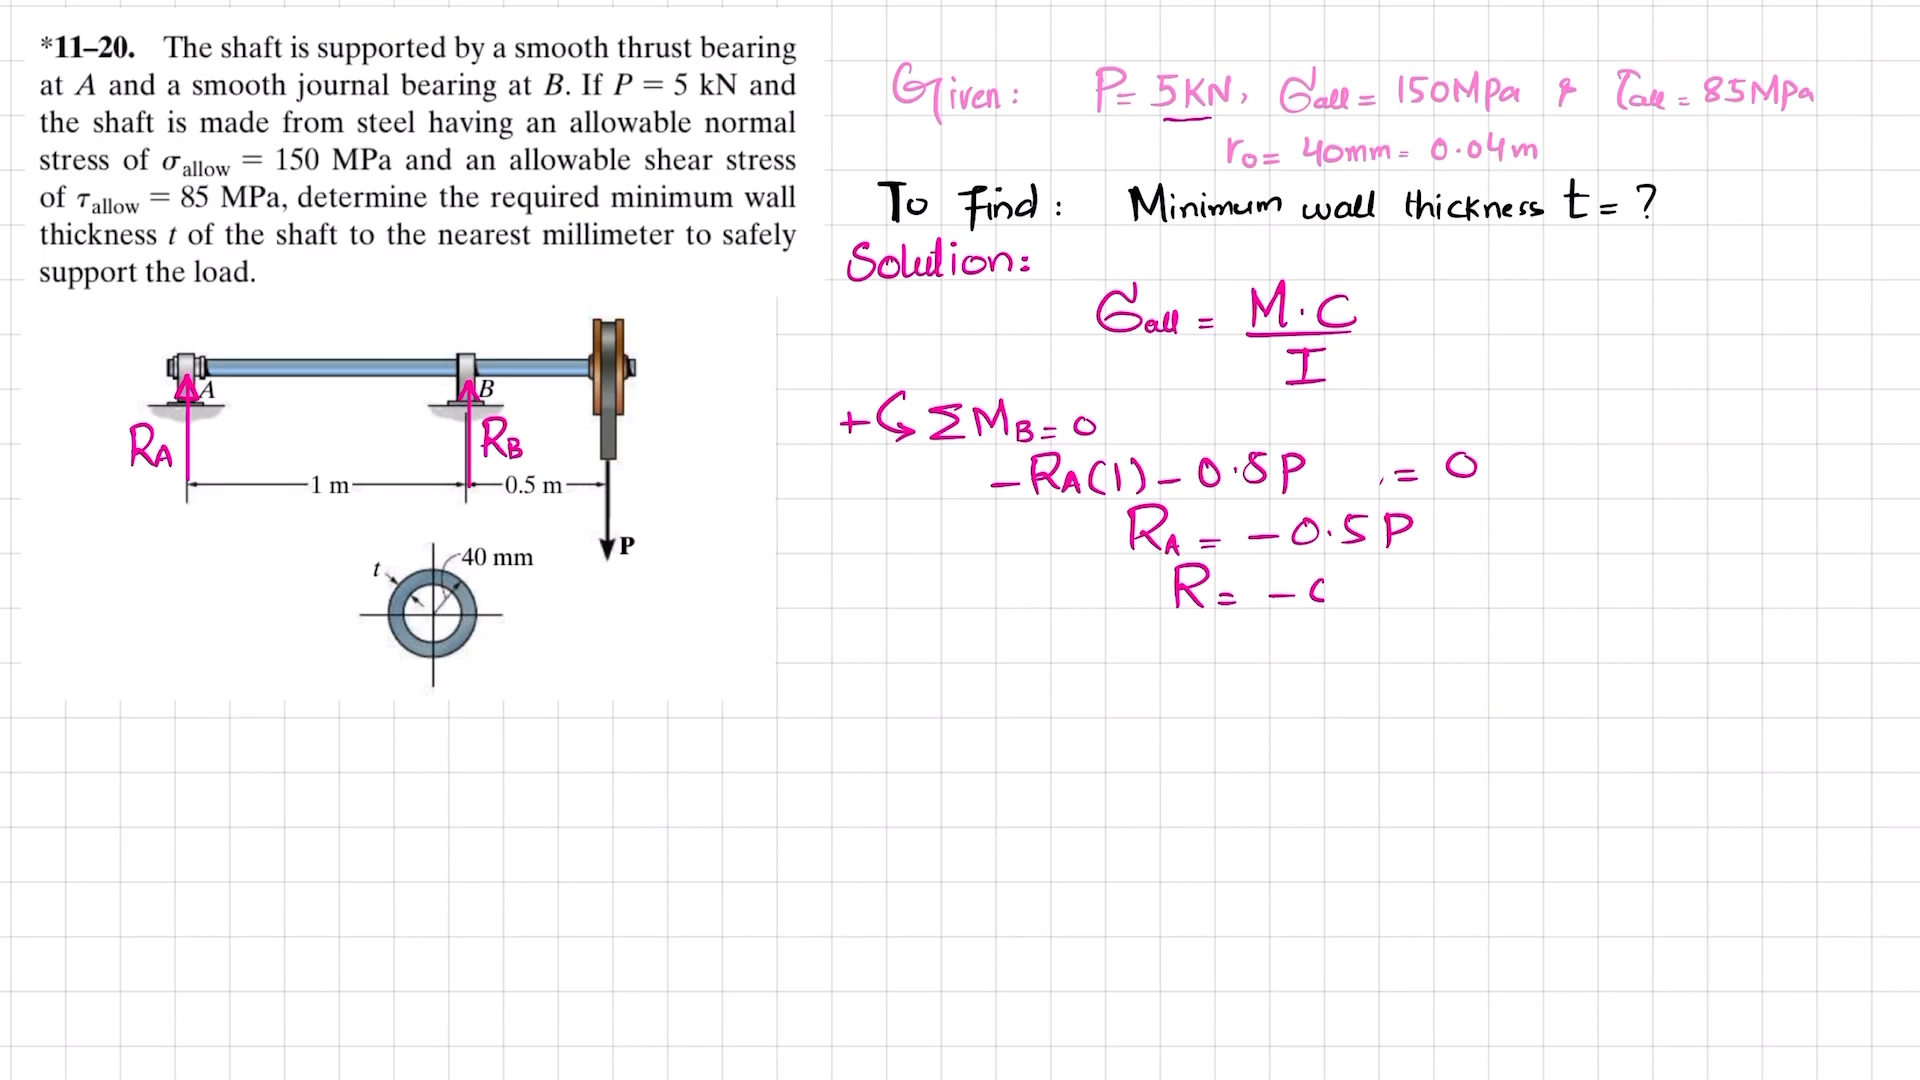 *11–20. The shaft is supported by a smooth thrust bearing
at A and a smooth journal bearing at B. If P = 5 kN and
the shaft is made from steel having an allowable normal
stress of σallow = 150 MPa and an allowable shear stress
of τallow = 85 MPa, determine the required minimum wall
thickness t of the shaft to the nearest millimeter to safely
support the load.
A
B
RA
RB
1 m
0.5 m
P
t
40 mm
Given: P = 5KN, σall = 150MPa & τall = 85MPa
ro = 40mm = 0.04m
To Find: Minimum wall thickness t = ?
Solution:
σall = M.C
I
+ ΣMB = 0
-RA(1) - 0.5P = 0
RA = -0.5P
R = -